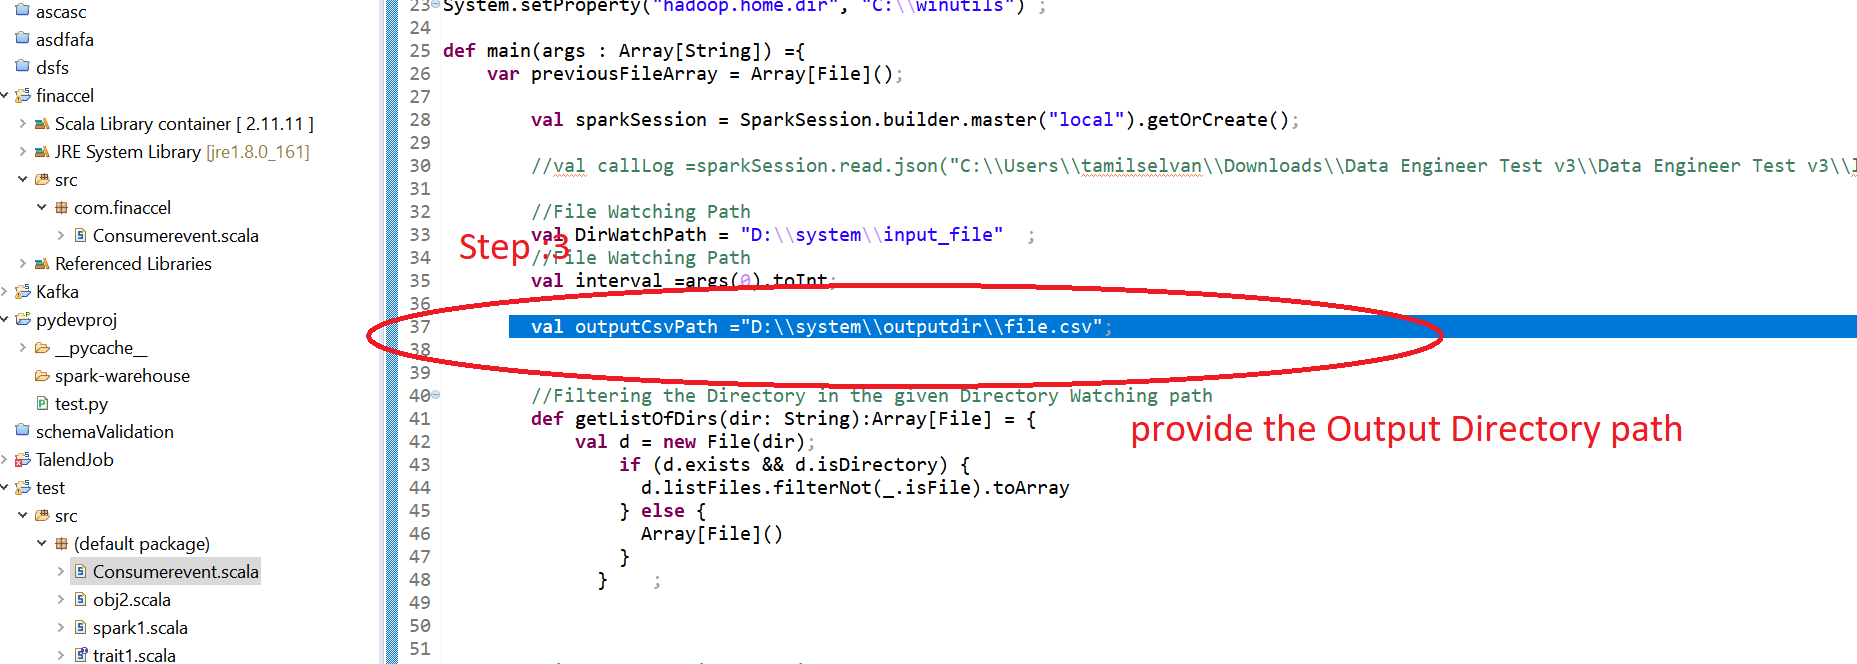 ascasc
asdfafa
dsfs
finaccel
Scala Library container [ 2.11.11 ]
JRE System Library [jre1.8.0_161]
src
com.finaccel
Consumerevent.scala
Referenced Libraries
Kafka
pydevproj
__pycache__
spark-warehouse
test.py
schemaValidation
TalendJob
test
src
(default package)
Consumerevent.scala
obj2.scala
spark1.scala
trait1.scala
23 System.setProperty("hadoop.home.dir", "C:\\winutils") ;
24
25 def main(args : Array[String]) ={
26     var previousFileArray = Array[File]();
27
28         val sparkSession = SparkSession.builder.master("local").getOrCreate();
29
30         //val callLog =sparkSession.read.json("C:\\Users\\tamilselvan\\Downloads\\Data Engineer Test v3\\Data Engineer Test v3\\
31
32         //File Watching Path
33         val DirWatchPath = "D:\\system\\input_file"  ;
Step :3
34         //File Watching Path
35         val interval =args(0).toInt;
36
37         val outputCsvPath ="D:\\system\\outputdir\\file.csv";
38
39
40         //Filtering the Directory in the given Directory Watching path
41         def getListOfDirs(dir: String):Array[File] = {
provide the Output Directory path
42             val d = new File(dir);
43                 if (d.exists && d.isDirectory) {
44                   d.listFiles.filterNot(_.isFile).toArray
45                 } else {
46                   Array[File]()
47                 }
48               }    ;
49
50
51